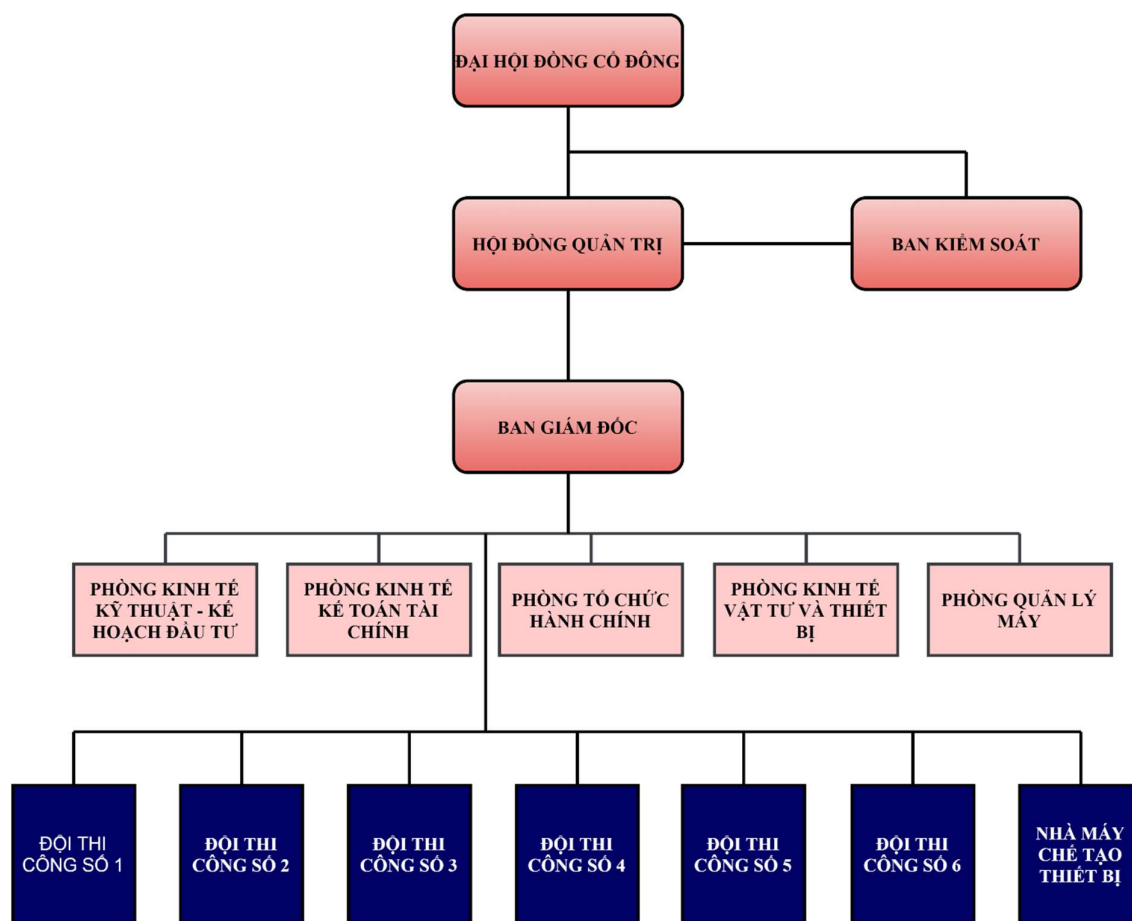 ĐẠI HỘI ĐỒNG CỔ ĐÔNG
HỘI ĐỒNG QUẢN TRỊ
BAN KIỂM SOÁT
BAN GIÁM ĐỐC
PHÒNG KINH TẾ
KỸ THUẬT - KẾ
HOẠCH ĐẦU TƯ
PHÒNG KINH TẾ
KẾ TOÁN TÀI
CHÍNH
PHÒNG TỔ CHỨC
HÀNH CHÍNH
PHÒNG KINH TẾ
VẬT TƯ VÀ THIẾT
BỊ
PHÒNG QUẢN LÝ
MÁY
ĐỘI THI
CÔNG SỐ 1
ĐỘI THI
CÔNG SỐ 2
ĐỘI THI
CÔNG SỐ 3
ĐỘI THI
CÔNG SỐ 4
ĐỘI THI
CÔNG SỐ 5
ĐỘI THI
CÔNG SỐ 6
NHÀ MÁY
CHẾ TẠO
THIẾT BỊ